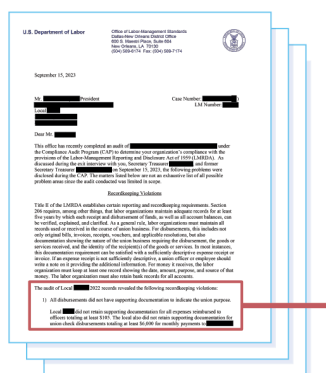 U.S. Department of Labor
Office of Labor-Management Standards
Dallas-New Orleans District Office
600 S. Maestri Place, Suite 604
New Orleans, LA 70130
(504) 589-6174 Fax: (504) 589-7174
September 15, 2023
Mr. President
Case Number:
LM Number:
Local
Dear Mr.
This office has recently completed an audit of under
the Compliance Audit Program (CAP) to determine your organization's compliance with the
provisions of the Labor-Management Reporting and Disclosure Act of 1959 (LMRDA). As
discussed during the exit interview with you, Secretary Treasurer and former
Secretary Treasurer on September 15, 2023, the following problems were
disclosed during the CAP. The matters listed below are not an exhaustive list of all possible
problem areas since the audit conducted was limited in scope.
Recordkeeping Violations
Title II of the LMRDA establishes certain reporting and recordkeeping requirements. Section
206 requires, among other things, that labor organizations maintain adequate records for at least
five years by which each receipt and disbursement of funds, as well as all account balances, can
be verified, explained, and clarified. As a general rule, labor organizations must maintain all
records used or received in the course of union business. For disbursements, this includes not
only original bills, invoices, receipts, vouchers, and applicable resolutions, but also
documentation showing the nature of the union business requiring the disbursement, the goods or
services received, and the identity of the recipient(s) of the goods or services. In most instances,
this documentation requirement can be satisfied with a sufficiently descriptive expense receipt or
invoice. If an expense receipt is not sufficiently descriptive, a union officer or employee should
write a note on it providing the additional information. For money it receives, the labor
organization must keep at least one record showing the date, amount, purpose, and source of that
money. The labor organization must also retain bank records for all accounts.
The audit of Local 2022 records revealed the following recordkeeping violations:
1) All disbursements did not have supporting documentation to indicate the union purpose.
Local did not retain supporting documentation for all expenses reimbursed to
officers totaling at least $185. The local also did not retain supporting documentation for
union check disbursements totaling at least $6,000 for monthly payments to